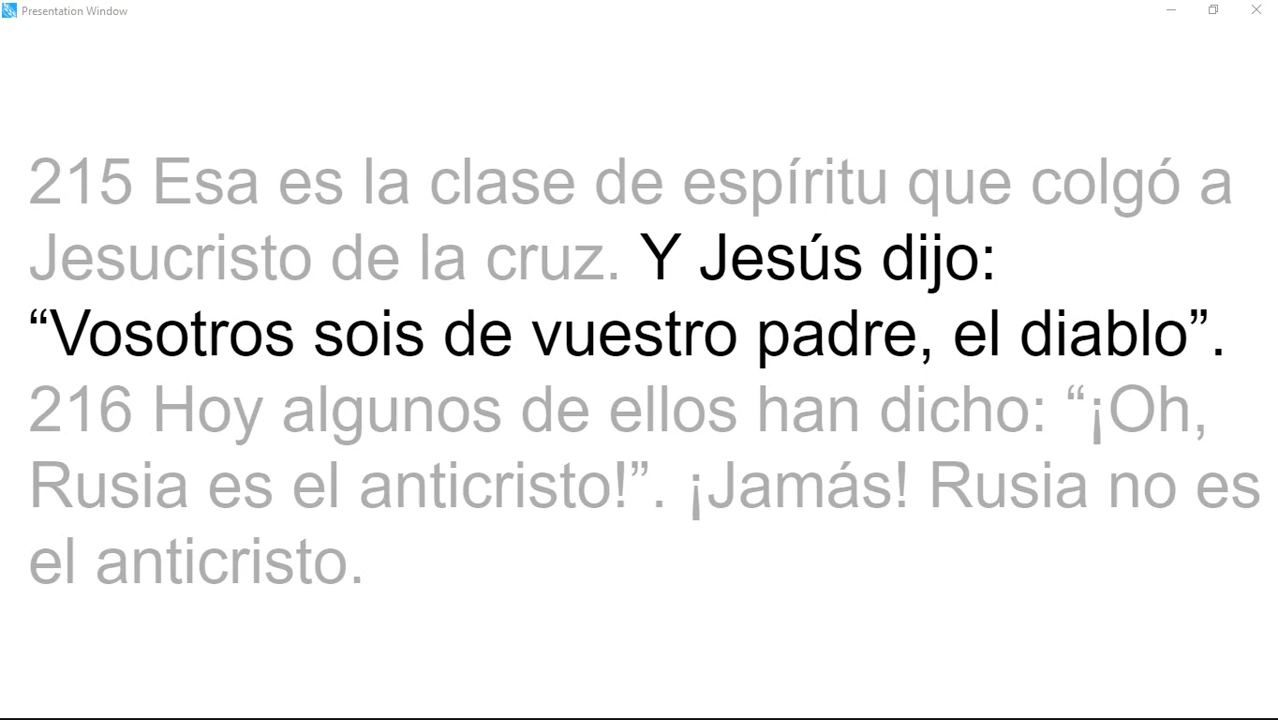 Presentation Window
215 Esa es la clase de espíritu que colgó a
Jesucristo de la cruz. Y Jesús dijo:
“Vosotros sois de vuestro padre, el diablo”.
216 Hoy algunos de ellos han dicho: “¡Oh,
Rusia es el anticristo!”. ¡Jamás! Rusia no es
el anticristo.